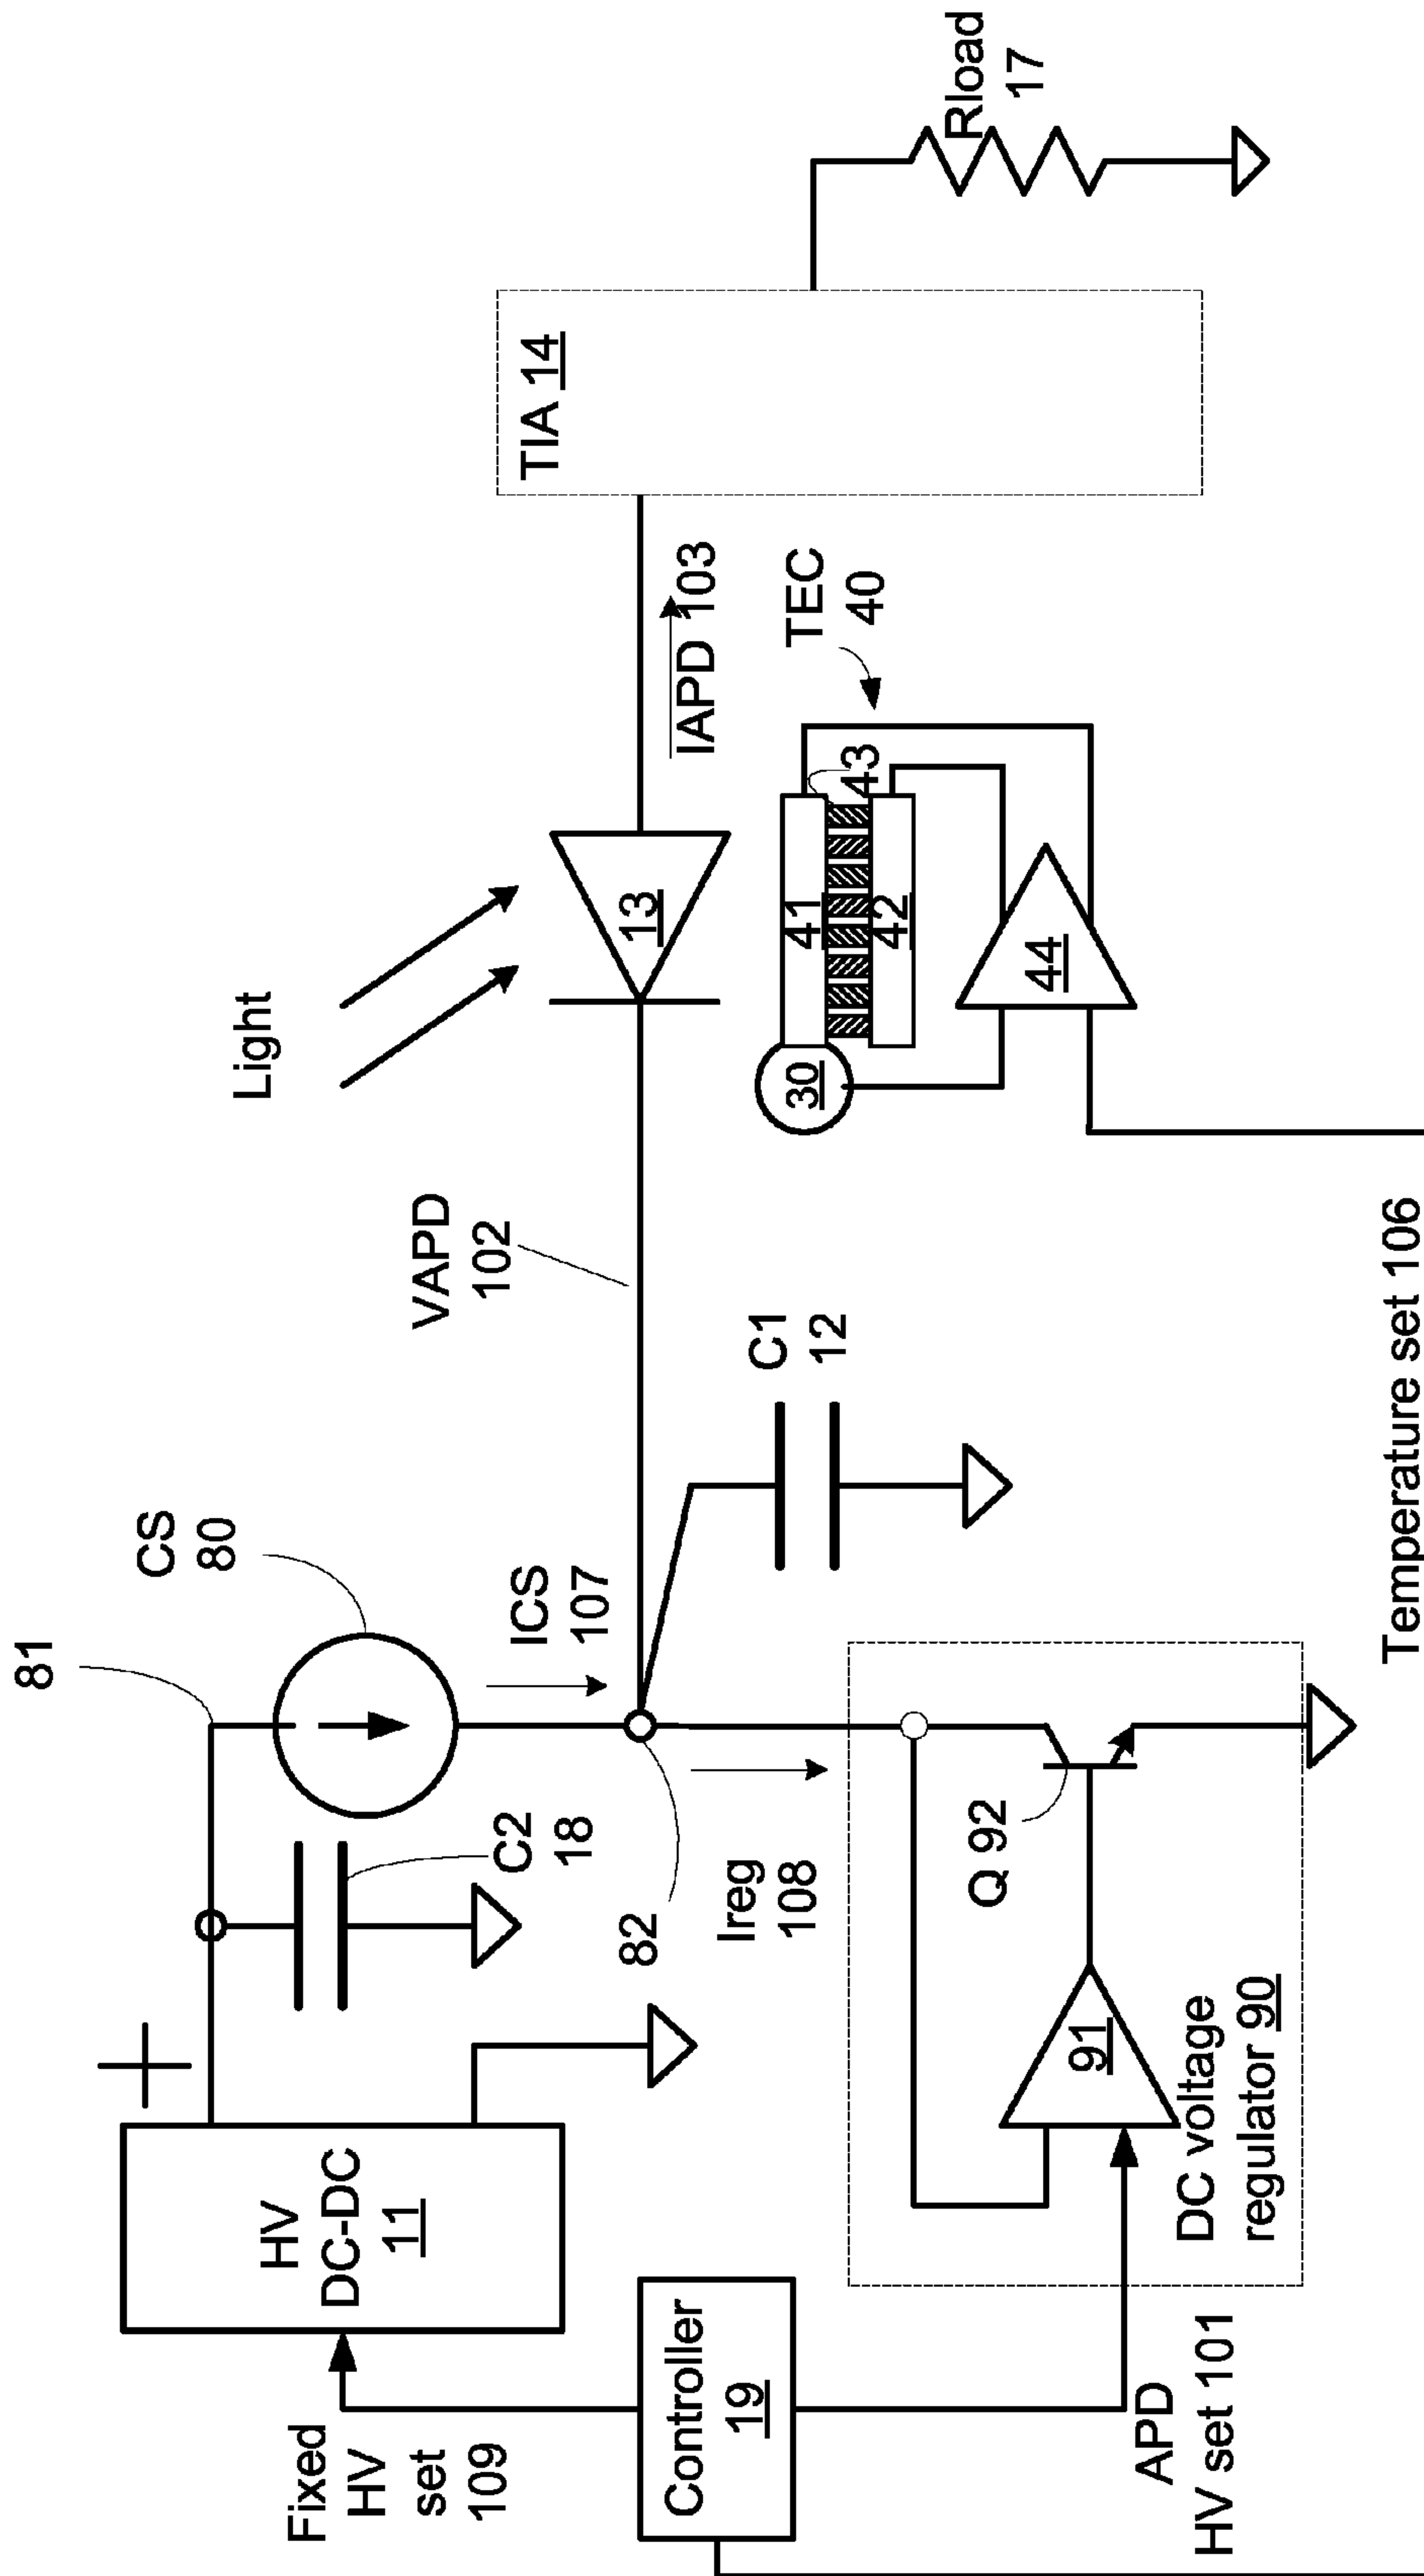 81
CS
80
Light
HV
DC-DC
11
C2
18
ICS
107
VAPD
102
TIA 14
Rload
17
Fixed
HV
set
109
Controller
19
82
Ireg
108
C1
12
13
IAPD 103
TEC
40
30
41
43
42
44
Q 92
91
DC voltage
regulator 90
APD
HV set 101
Temperature set 106